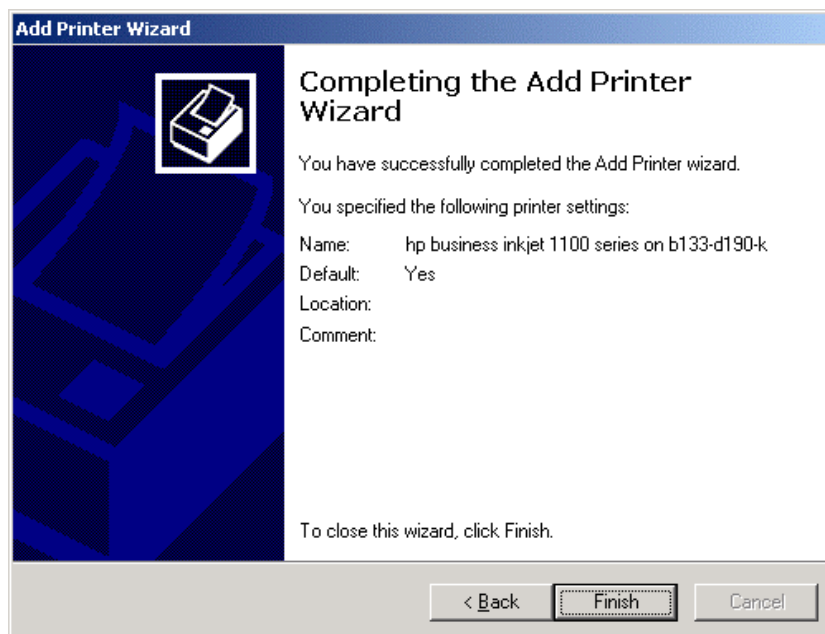 Add Printer Wizard
Completing the Add Printer
Wizard
You have successfully completed the Add Printer wizard.
You specified the following printer settings:
Name: hp business inkjet 1100 series on b133-d190-k
Default: Yes
Location:
Comment:
To close this wizard, click Finish.
< Back Finish Cancel